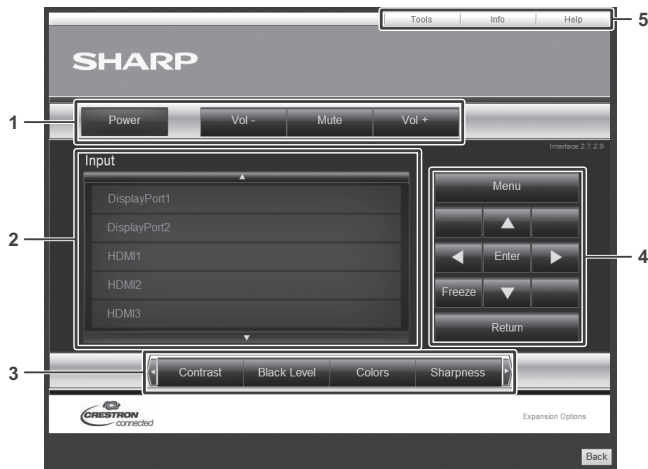 Tools Info Help 5
SHARP
1 Power Vol - Mute Vol +
Interface 2.7.2.9
Input
Menu
DisplayPort1
DisplayPort2
2 HDMI1 Enter 4
HDMI2
Freeze
HDMI3
Return
3 Contrast Black Level Colors Sharpness
CRESTRON
connected
Expansion Options
Back